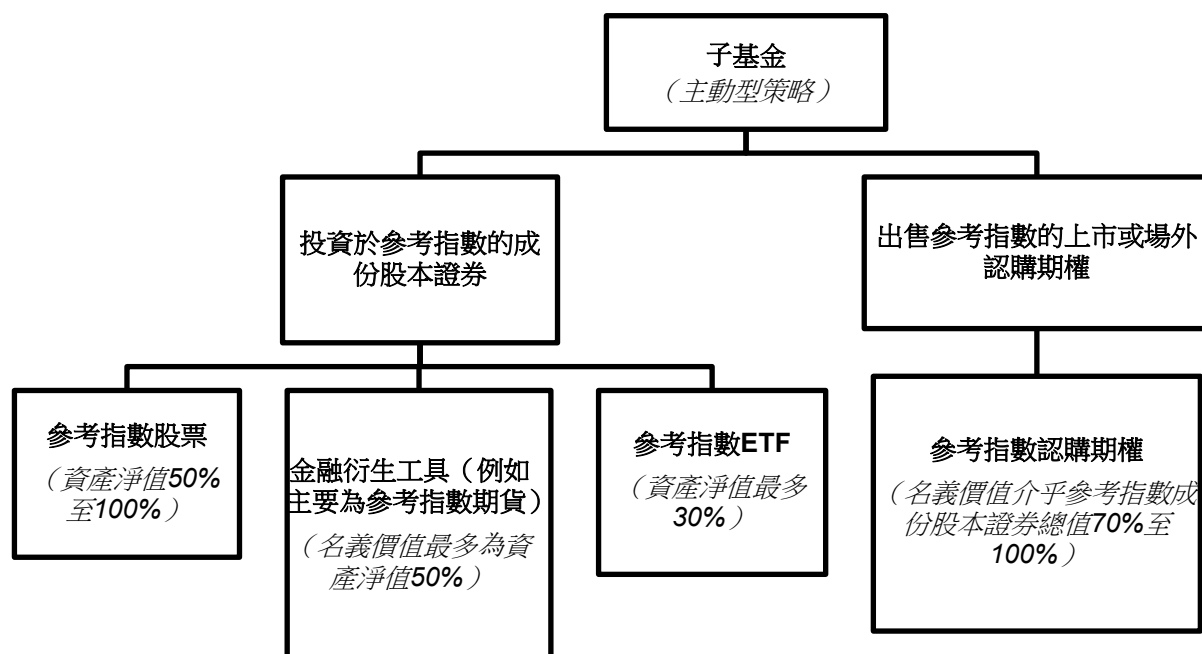 子基金
（主動型策略）
投資於參考指數的成
份股本證券
出售參考指數的上市或場外
認購期權
參考指數股票
（資產淨值50%
至100%）
金融衍生工具（例如
主要為參考指數期貨）
（名義價值最多為資
產淨值50%）
參考指數ETF
（資產淨值最多
30%）
參考指數認購期權
（名義價值介乎參考指數成
份股本證券總值70%至
100%）